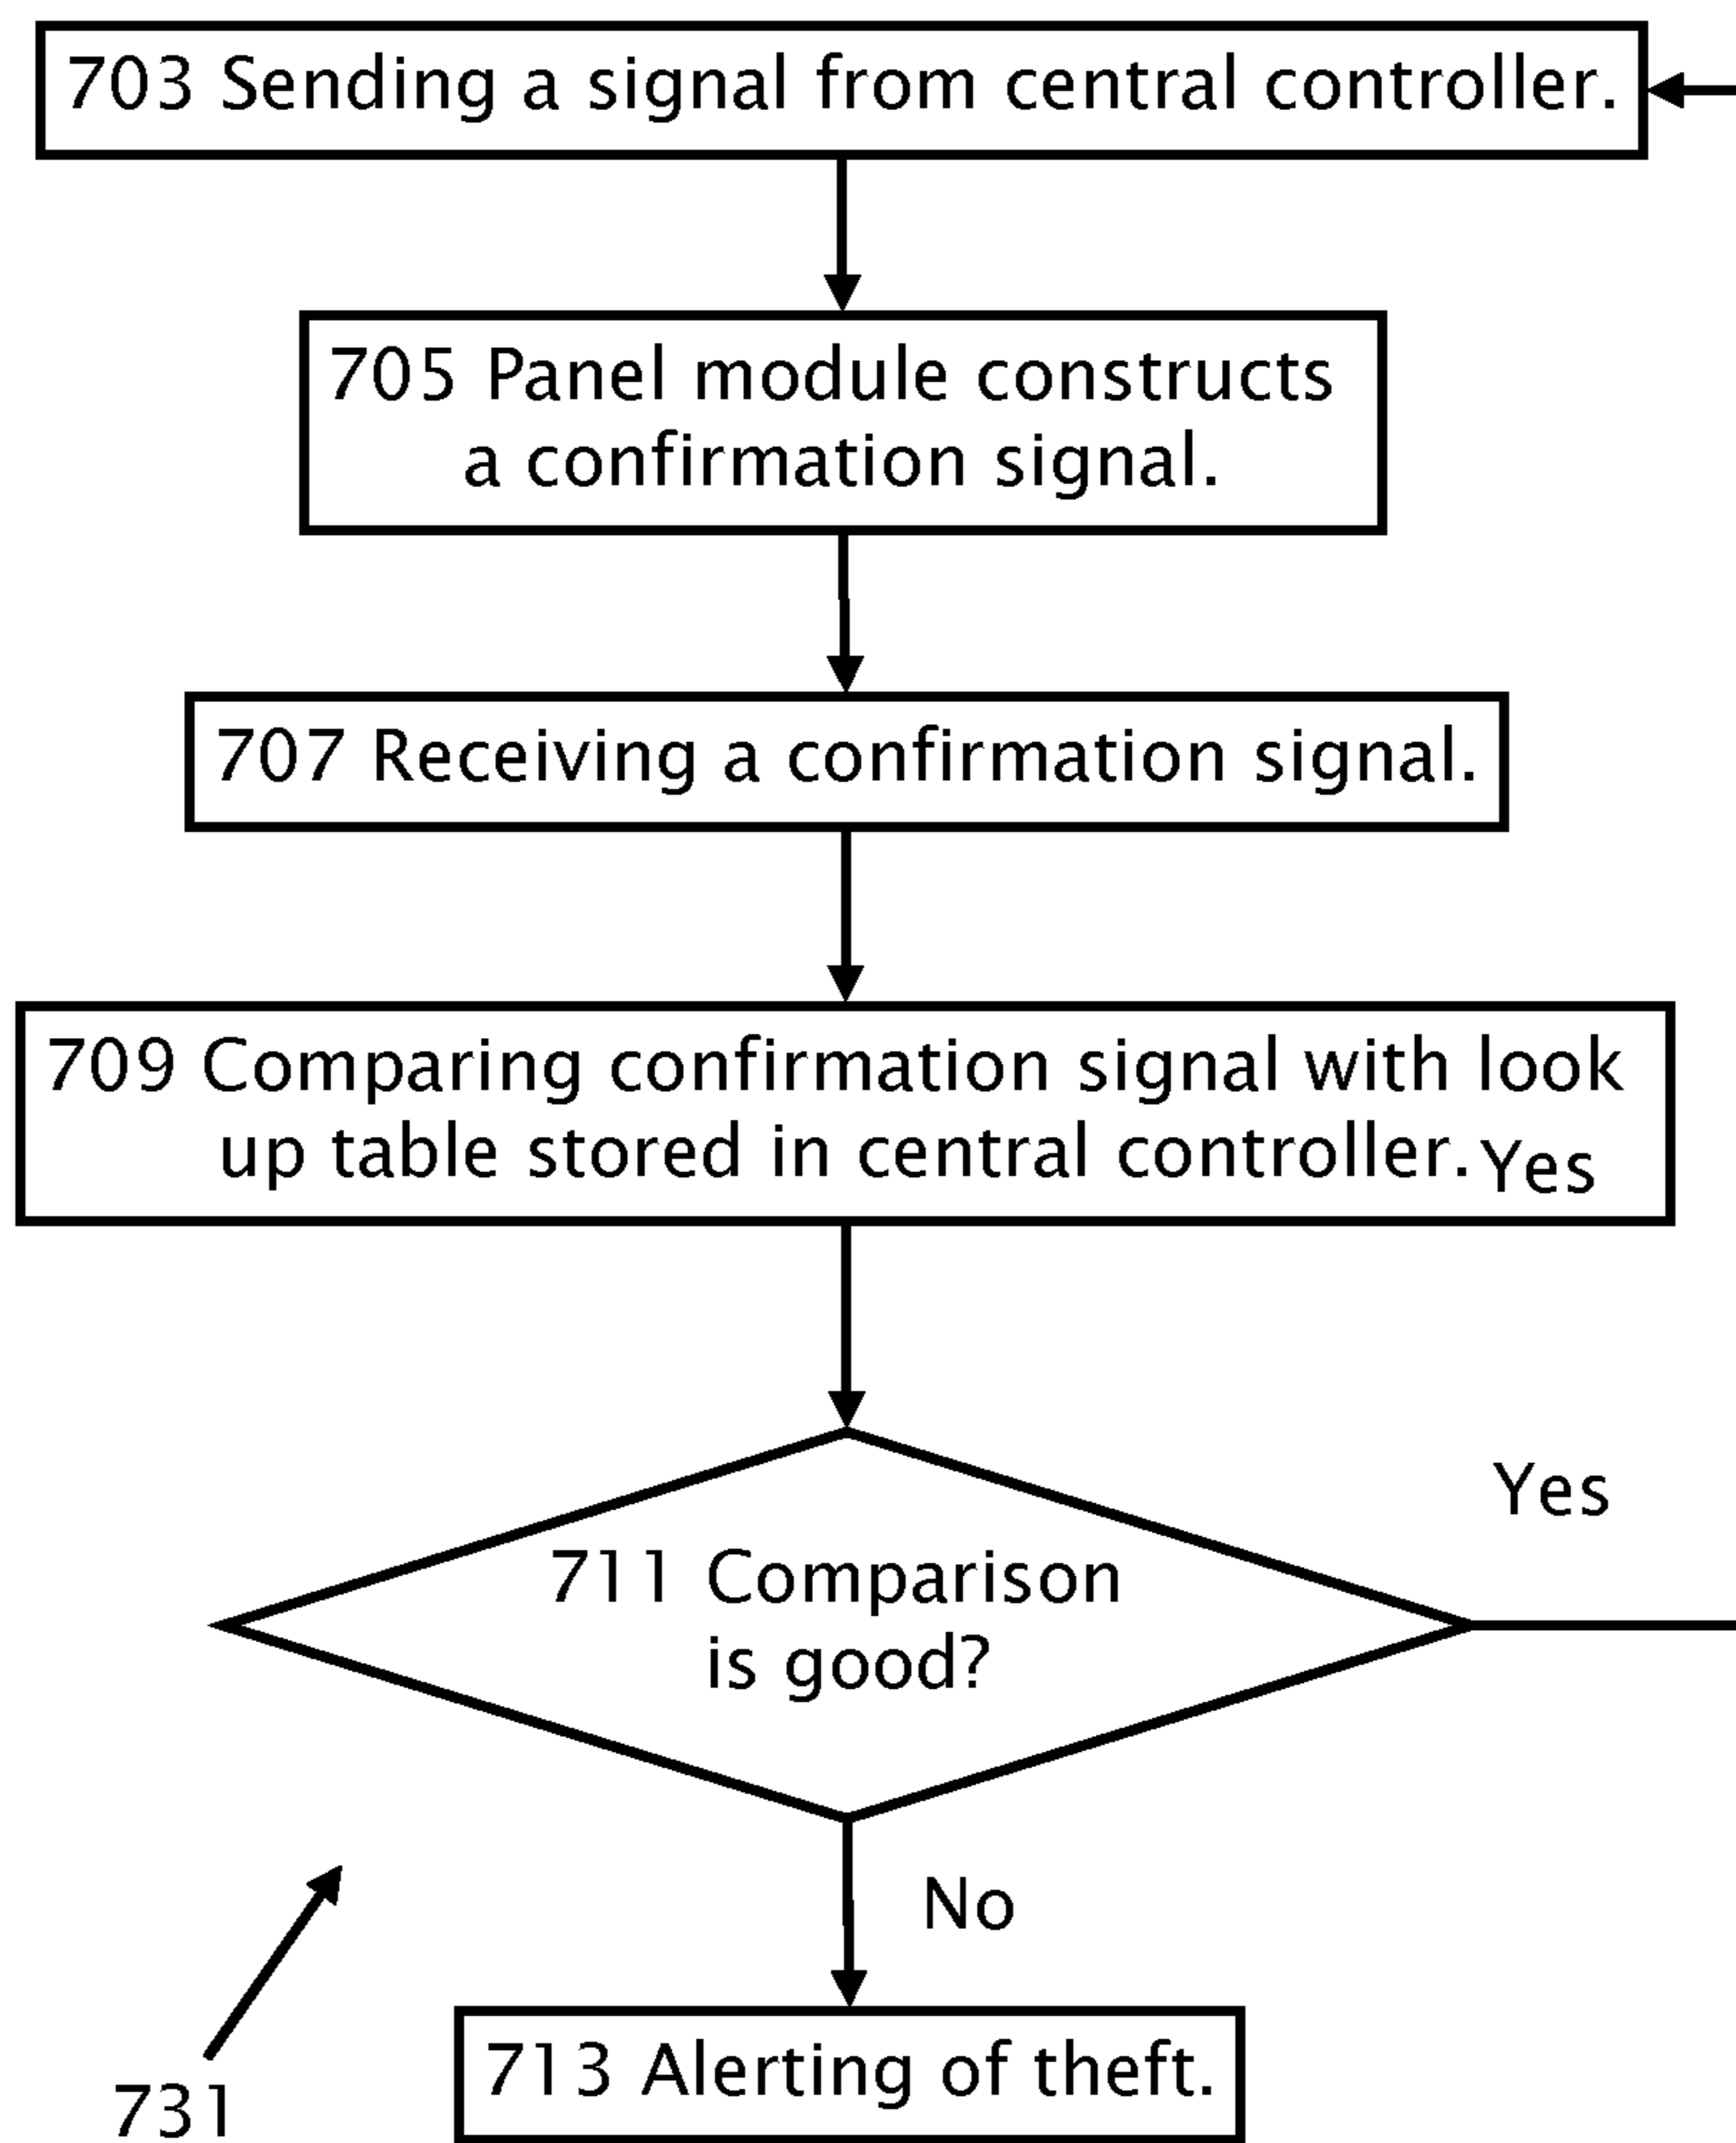 703 Sending a signal from central controller.
705 Panel module constructs
a confirmation signal.
707 Receiving a confirmation signal.
709 Comparing confirmation signal with look
up table stored in central controller. Yes
Yes
711 Comparison
is good?
No
713 Alerting of theft.
731